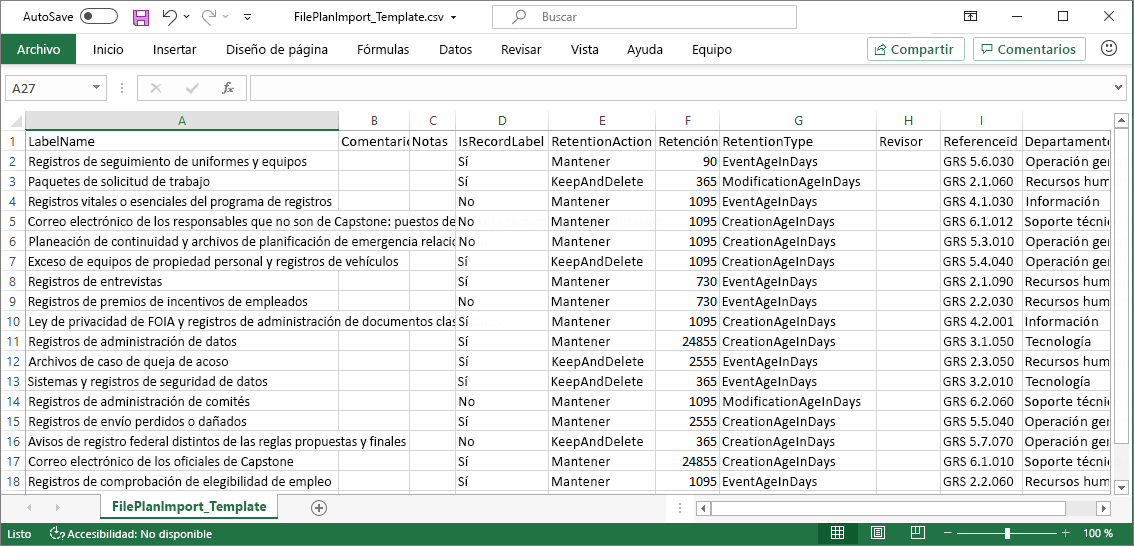 AutoSave FilePlanImport_Template.csv Buscar
Archivo Inicio Insertar Diseño de página Fórmulas Datos Revisar Vista Ayuda Equipo Compartir Comentarios
A27 fx
A B C D E F G H I
1 LabelName Comentario Notas IsRecordLabel RetentionAction Retención RetentionType Revisor Referenceid Departamento
2 Registros de seguimiento de uniformes y equipos Sí Mantener 90 EventAgeInDays GRS 5.6.030 Operación ger
3 Paquetes de solicitud de trabajo Sí KeepAndDelete 365 ModificationAgeInDays GRS 2.1.060 Recursos hum
4 Registros vitales o esenciales del programa de registros No Mantener 1095 EventAgeInDays GRS 4.1.030 Información
5 Correo electrónico de los responsables que no son de Capstone: puestos de No Mantener 1095 CreationAgeInDays GRS 6.1.012 Soporte técni
6 Planeación de continuidad y archivos de planificación de emergencia relacio No Mantener 1095 CreationAgeInDays GRS 5.3.010 Operación ger
7 Exceso de equipos de propiedad personal y registros de vehículos Sí KeepAndDelete 1095 CreationAgeInDays GRS 5.4.040 Operación ger
8 Registros de entrevistas Sí Mantener 730 EventAgeInDays GRS 2.1.090 Recursos hum
9 Registros de premios de incentivos de empleados No Mantener 730 EventAgeInDays GRS 2.2.030 Recursos hum
10 Ley de privacidad de FOIA y registros de administración de documentos clas Sí Mantener 1095 CreationAgeInDays GRS 4.2.001 Información
11 Registros de administración de datos Sí Mantener 24855 CreationAgeInDays GRS 3.1.050 Tecnología
12 Archivos de caso de queja de acoso Sí KeepAndDelete 2555 EventAgeInDays GRS 2.3.050 Recursos hum
13 Sistemas y registros de seguridad de datos Sí KeepAndDelete 365 EventAgeInDays GRS 3.2.010 Tecnología
14 Registros de administración de comités No Mantener 1095 ModificationAgeInDays GRS 6.2.060 Soporte técni
15 Registros de envío perdidos o dañados Sí Mantener 2555 CreationAgeInDays GRS 5.5.040 Operación ger
16 Avisos de registro federal distintos de las reglas propuestas y finales No KeepAndDelete 365 CreationAgeInDays GRS 5.7.070 Operación ger
17 Correo electrónico de los oficiales de Capstone Sí Mantener 24855 CreationAgeInDays GRS 6.1.010 Soporte técni
18 Registros de comprobación de elegibilidad de empleo Sí Mantener 1095 EventAgeInDays GRS 2.2.060 Recursos hum
FilePlanImport_Template
Listo Accesibilidad: No disponible 100 %